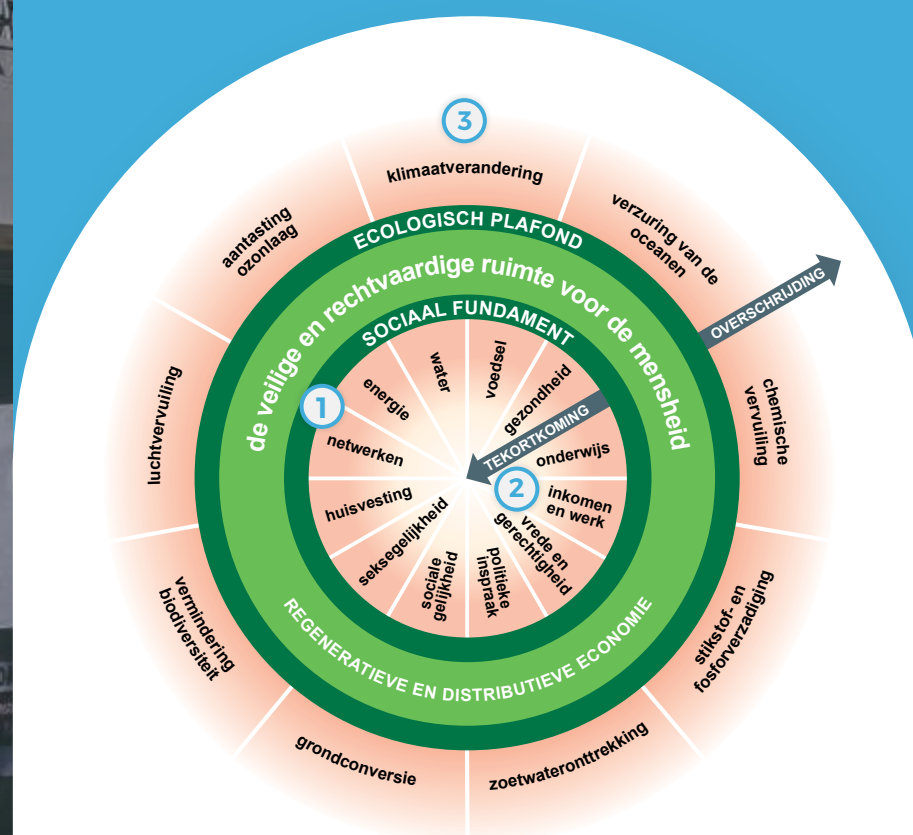 3
klimaatverandering
verzuring van de
oceanen
OVERSCHRIJDING
chemische
vervuiling
stikstof- en
fosforverzadiging
zoetwateronttrekking
grondconversie
vermindering
biodiversiteit
luchtvervuiling
aantasting
ozonlaag
ECOLOGISCH PLAFOND
de veilige en rechtvaardige ruimte voor de mensheid
SOCIAAL FUNDAMENT
1
water
voedsel
gezondheid
TEKORTKOMING
onderwijs
2
inkomen
en werk
vrede en
gerechtigheid
politieke
inspraak
sociale
gelijkheid
seksegelijkheid
huisvesting
netwerken
energie
REGENERATIEVE EN DISTRIBUTIEVE ECONOMIE